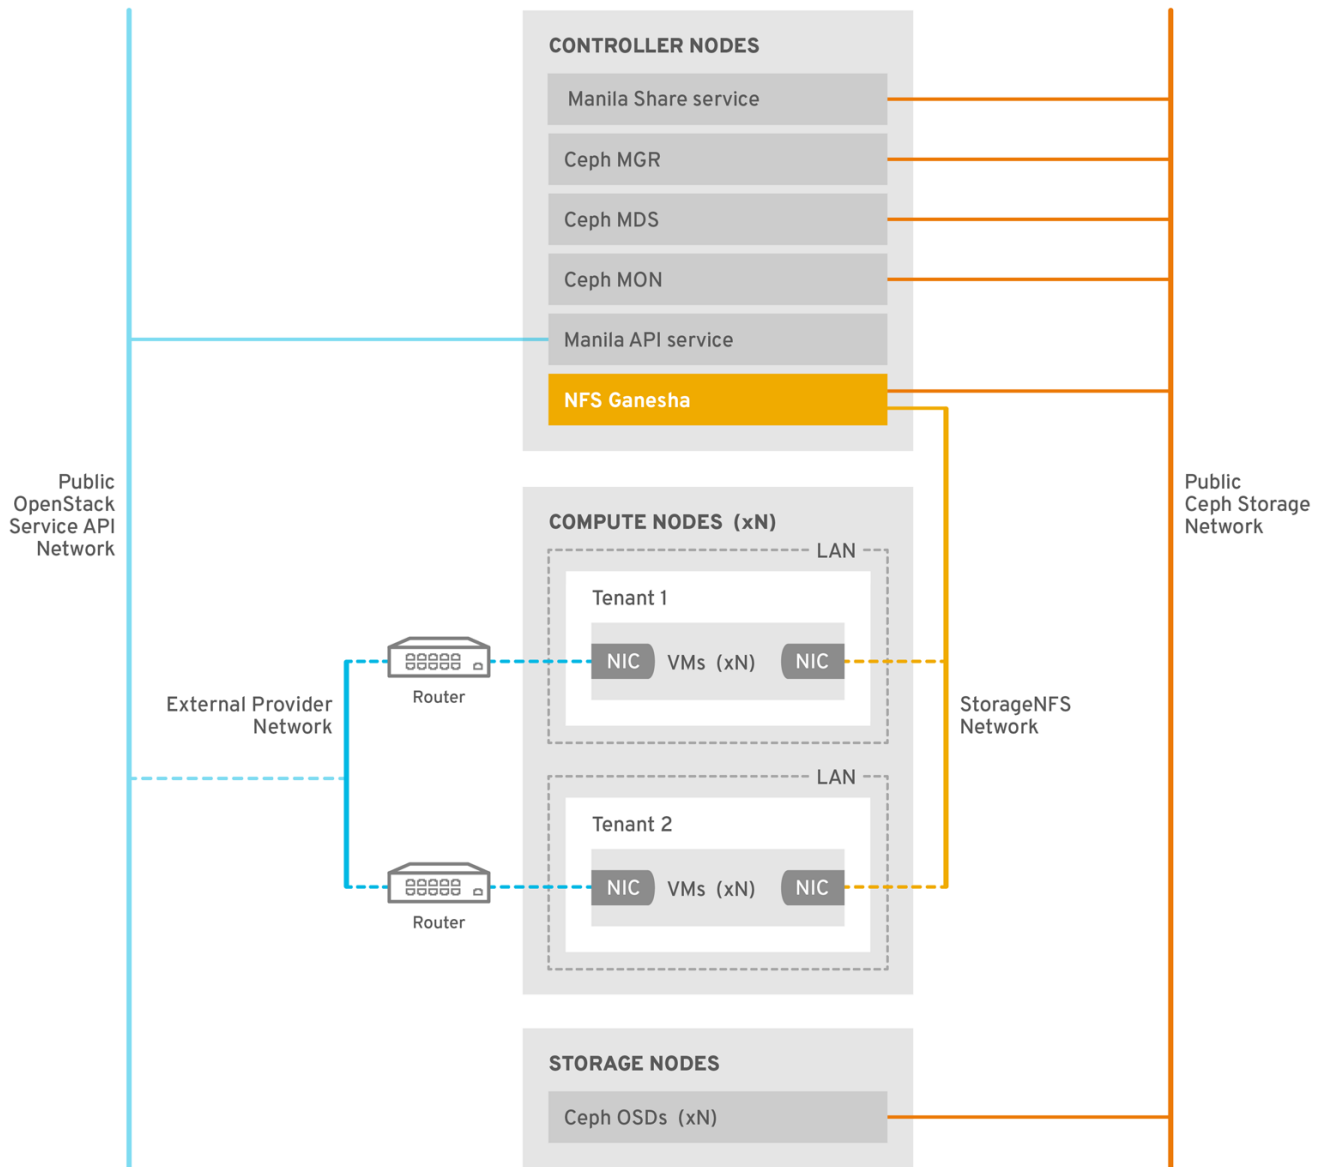 CONTROLLER NODES
Manila Share service
Ceph MGR
Ceph MDS
Ceph MON
Manila API service
NFS Ganesha
Public
OpenStack
Service API
Network
Public
Ceph Storage
Network
COMPUTE NODES (xN)
LAN
Tenant 1
NIC VMs (xN) NIC
Router
External Provider
Network
StorageNFS
Network
LAN
Tenant 2
NIC VMs (xN) NIC
Router
STORAGE NODES
Ceph OSDs (xN)